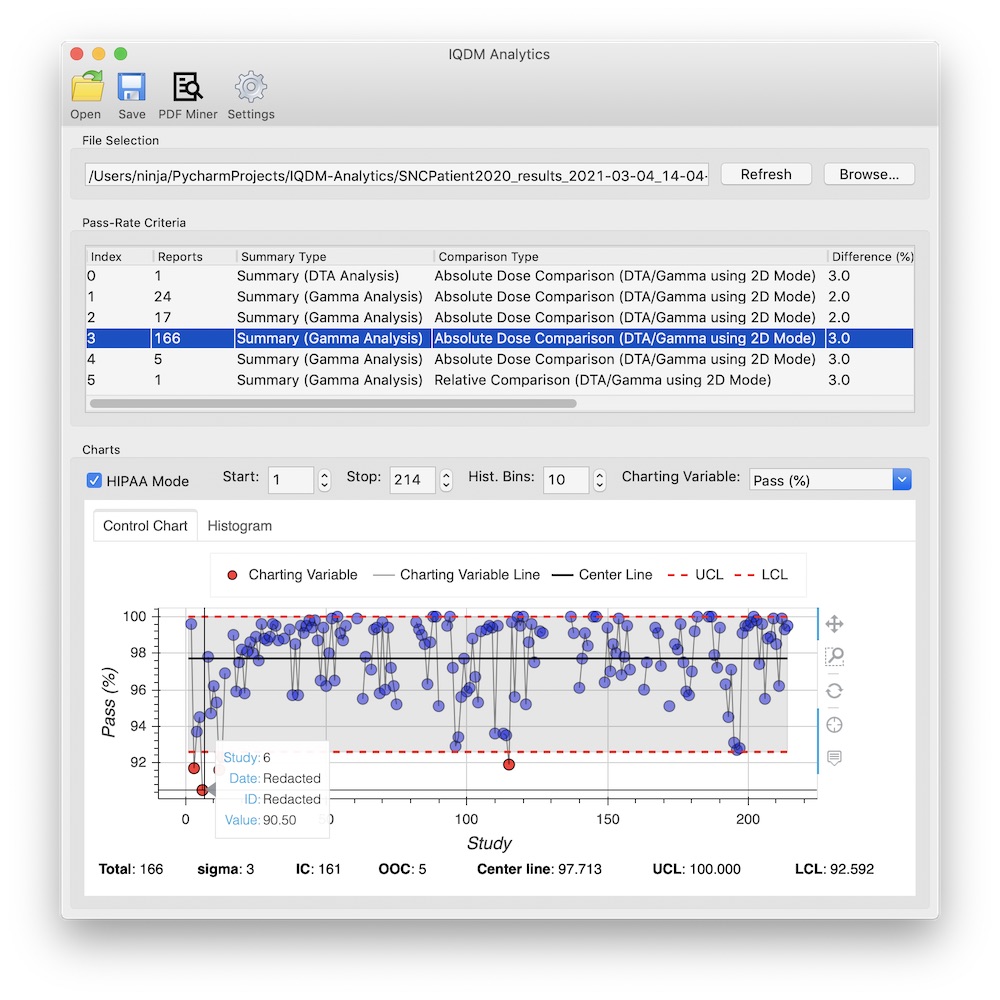 IQDM Analytics
Open Save PDF Miner Settings
File Selection
/Users/ninja/PycharmProjects/IQDM-Analytics/SNCPatient2020_results_2021-03-04_14-04- Refresh Browse...
Pass-Rate Criteria
Index Reports Summary Type Comparison Type Difference (%)
0 1 Summary (DTA Analysis) Absolute Dose Comparison (DTA/Gamma using 2D Mode) 3.0
1 24 Summary (Gamma Analysis) Absolute Dose Comparison (DTA/Gamma using 2D Mode) 2.0
2 17 Summary (Gamma Analysis) Absolute Dose Comparison (DTA/Gamma using 2D Mode) 2.0
3 166 Summary (Gamma Analysis) Absolute Dose Comparison (DTA/Gamma using 2D Mode) 3.0
4 5 Summary (Gamma Analysis) Absolute Dose Comparison (DTA/Gamma using 2D Mode) 3.0
5 1 Summary (Gamma Analysis) Relative Comparison (DTA/Gamma using 2D Mode) 3.0
Charts
HIPAA Mode Start: 1 Stop: 214 Hist. Bins: 10 Charting Variable: Pass (%)
Control Chart Histogram
Charting Variable Charting Variable Line Center Line UCL LCL
100
98
96
94
92
Pass (%)
Study: 6
Date: Redacted
ID: Redacted
Value: 90.50
0 100 150 200
Study
Total: 166 sigma: 3 IC: 161 OOC: 5 Center line: 97.713 UCL: 100.000 LCL: 92.592